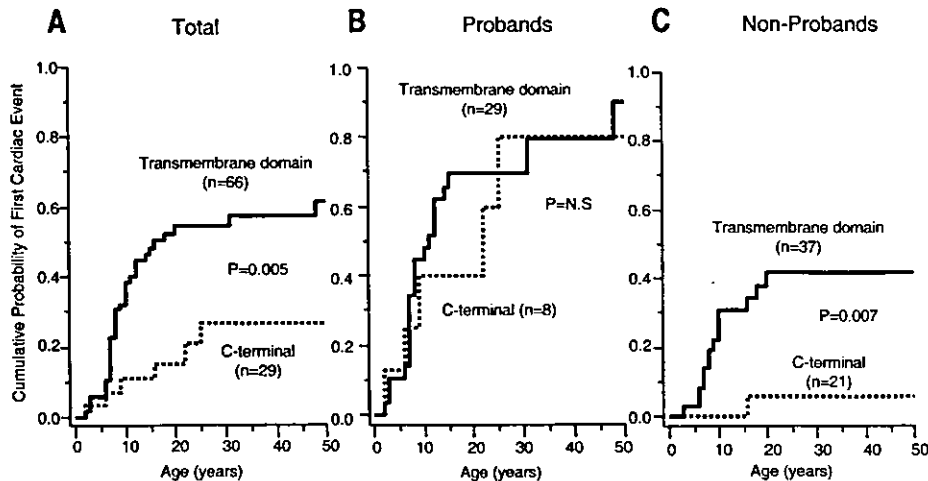 A Total
B Probands
C Non-Probands
Cumulative Probability of First Cardiac Event
1.0
0.8
0.6
0.4
0.2
0.0
Transmembrane domain
(n=66)
P=0.005
C-terminal
(n=29)
0 10 20 30 40 50
Age (years)
1.0
0.8
0.6
0.4
0.2
0.0
Transmembrane domain
(n=29)
P=N.S
C-terminal (n=8)
0 10 20 30 40 50
Age (years)
1.0
0.8
0.6
0.4
0.2
0.0
Transmembrane domain
(n=37)
P=0.007
C-terminal
(n=21)
0 10 20 30 40 50
Age (years)